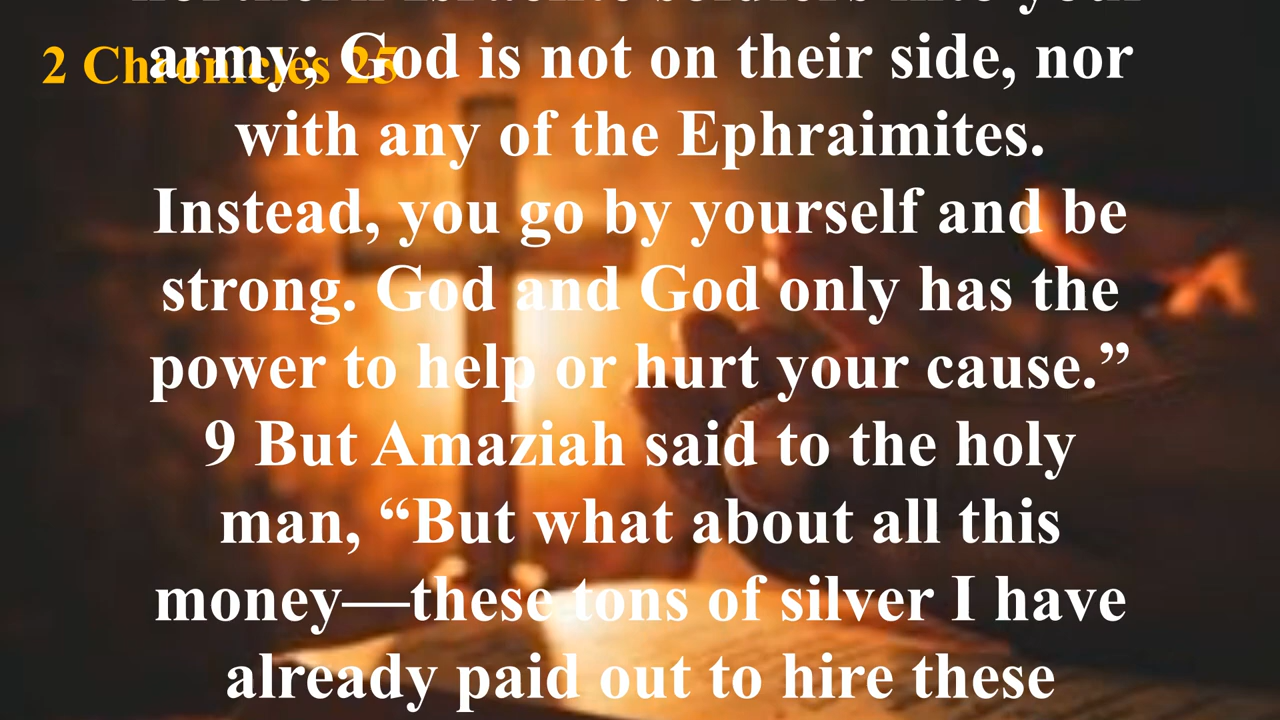 northern Israelite soldiers into your
2 Chronicles 25
army; God is not on their side, nor
with any of the Ephraimites.
Instead, you go by yourself and be
strong. God and God only has the
power to help or hurt your cause.”
9 But Amaziah said to the holy
man, “But what about all this
money—these tons of silver I have
already paid out to hire these